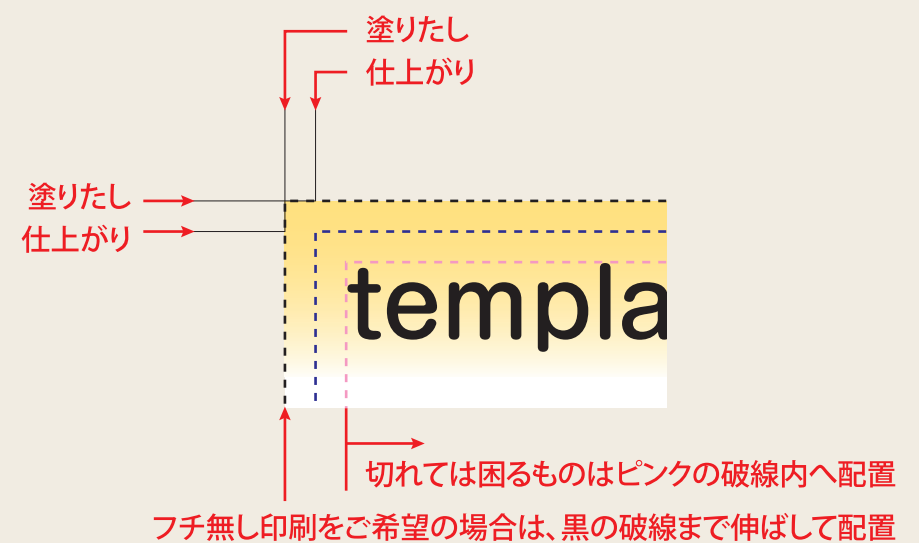 塗りたし
仕上がり
塗りたし
仕上がり
templa
切れては困るものはピンクの破線内へ配置
フチ無し印刷をご希望の場合は、黒の破線まで伸ばして配置